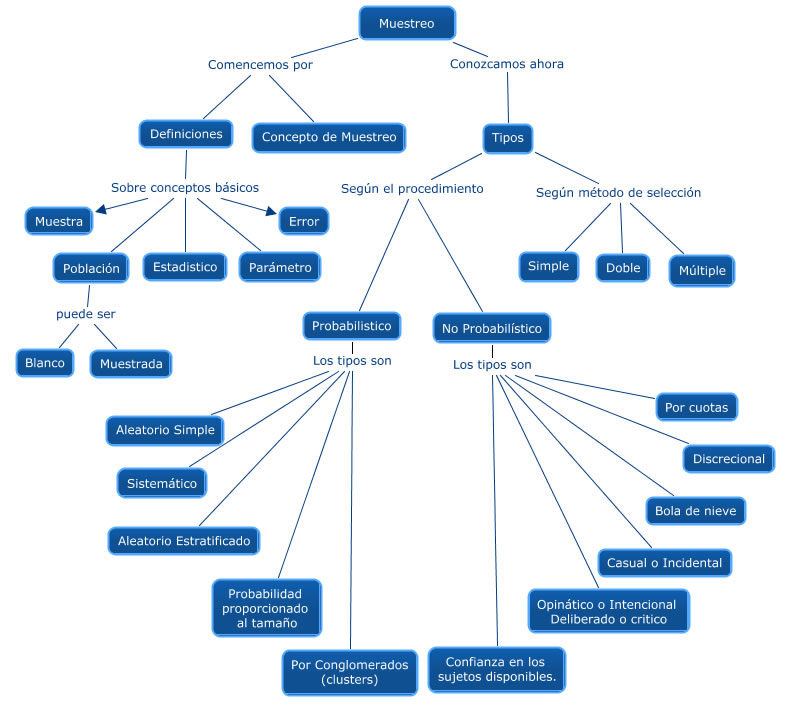 Muestreo
Comencemos por
Conozcamos ahora
Definiciones
Concepto de Muestreo
Tipos
Sobre conceptos básicos
Según el procedimiento
Según método de selección
Muestra
Error
Población
Estadistico
Parámetro
Simple
Doble
Múltiple
puede ser
Blanco
Muestrada
Probabilistico
No Probabilístico
Los tipos son
Los tipos son
Aleatorio Simple
Sistemático
Aleatorio Estratificado
Probabilidad
proporcionado
al tamaño
Por Conglomerados
(clusters)
Por cuotas
Discrecional
Bola de nieve
Casual o Incidental
Opinático o Intencional
Deliberado o critico
Confianza en los
sujetos disponibles.